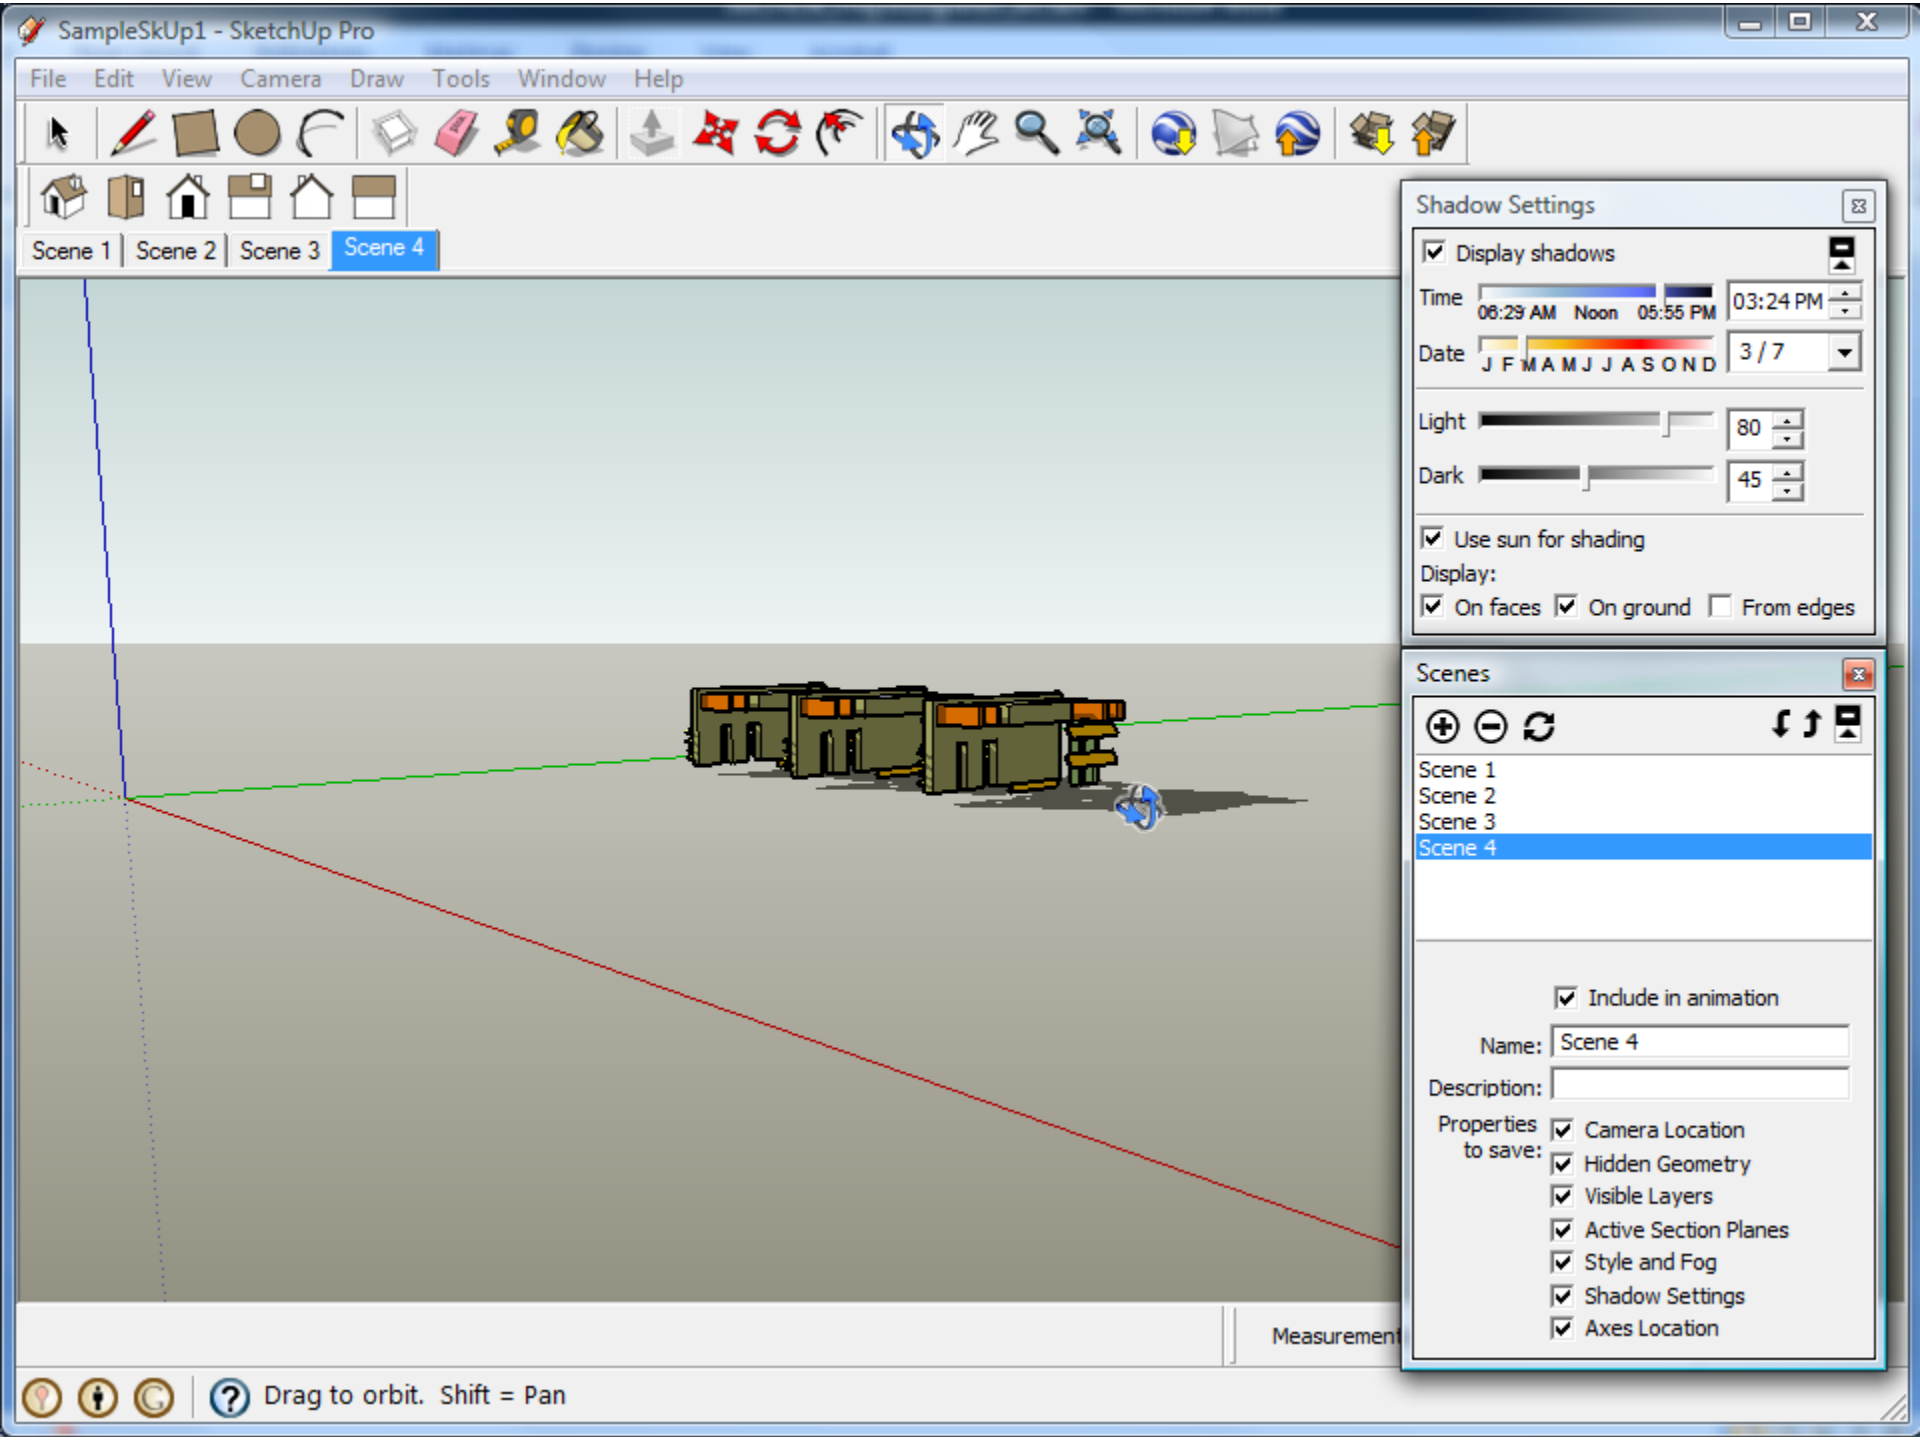 SampleSkUp1 - SketchUp Pro
File Edit View Camera Draw Tools Window Help
Scene 1 Scene 2 Scene 3 Scene 4
Shadow Settings
Display shadows
Time 06:29 AM Noon 05:55 PM 03:24 PM
Date J F M A M J J A S O N D 3 / 7
Light 80
Dark 45
Use sun for shading
Display:
On faces On ground From edges
Scenes
Scene 1
Scene 2
Scene 3
Scene 4
Include in animation
Name: Scene 4
Description:
Properties to save:
Camera Location
Hidden Geometry
Visible Layers
Active Section Planes
Style and Fog
Shadow Settings
Axes Location
Measurement
Drag to orbit. Shift = Pan